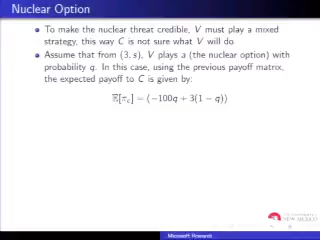 Nuclear Option
To make the nuclear threat credible, V must play a mixed
strategy, this way C is not sure what V will do
Assume that from (3, s), V plays a (the nuclear option) with
probability q. In this case, using the previous payoff matrix,
the expected payoff to C is given by:
𝔼[π_c] = (−100q + 3(1 − q))
NEW MEXICO
Microsoft Research